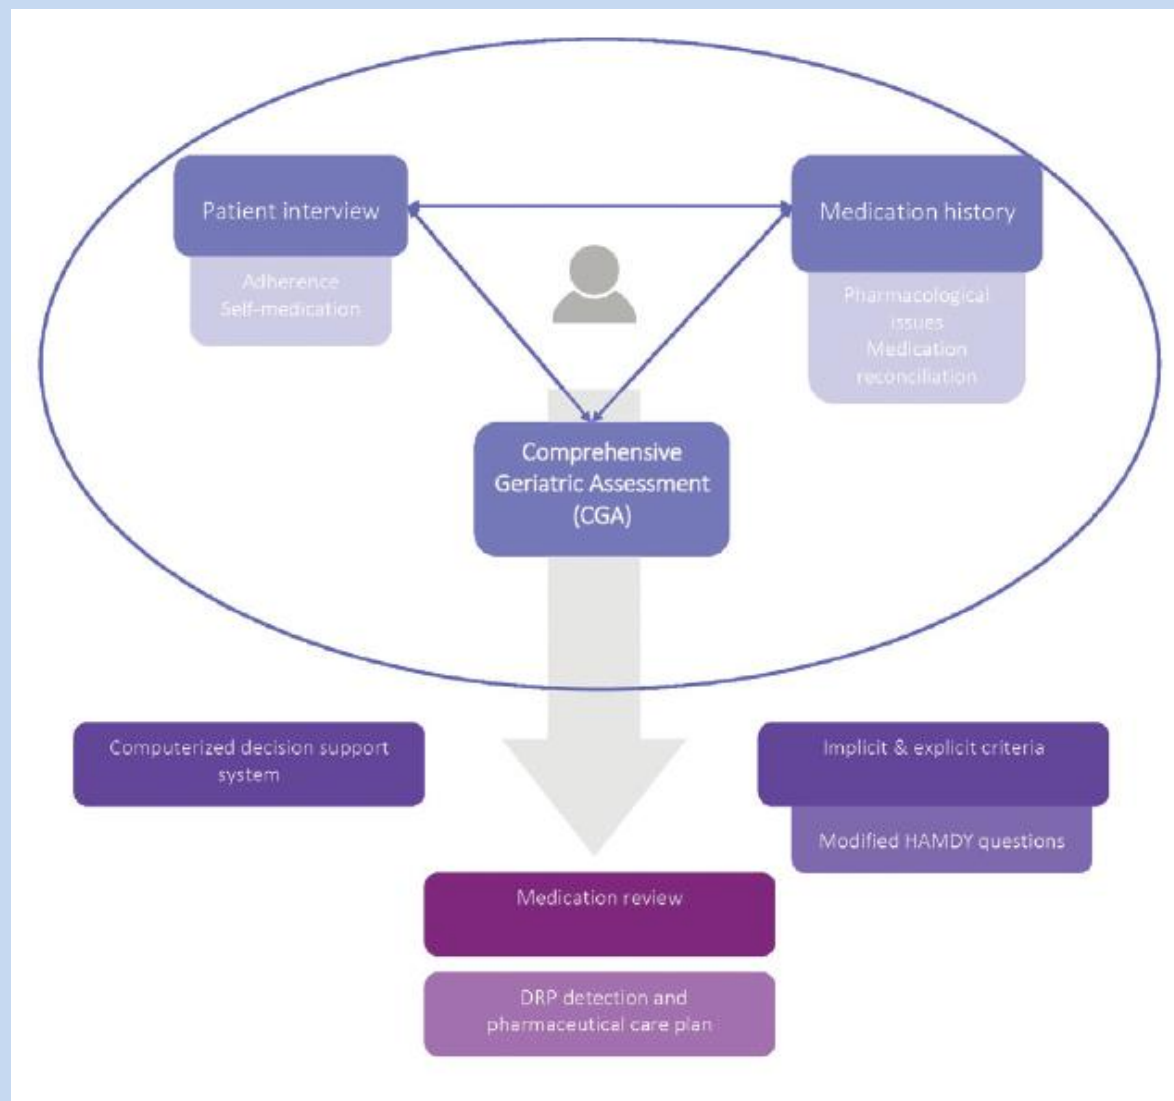 Patient interview
Adherence
Self-medication
Medication history
Pharmacological
issues
Medication
reconciliation
Comprehensive
Geriatric Assessment
(CGA)
Computerized decision support
system
Implicit & explicit criteria
Modified HAMDY questions
Medication review
DRP detection and
pharmaceutical care plan